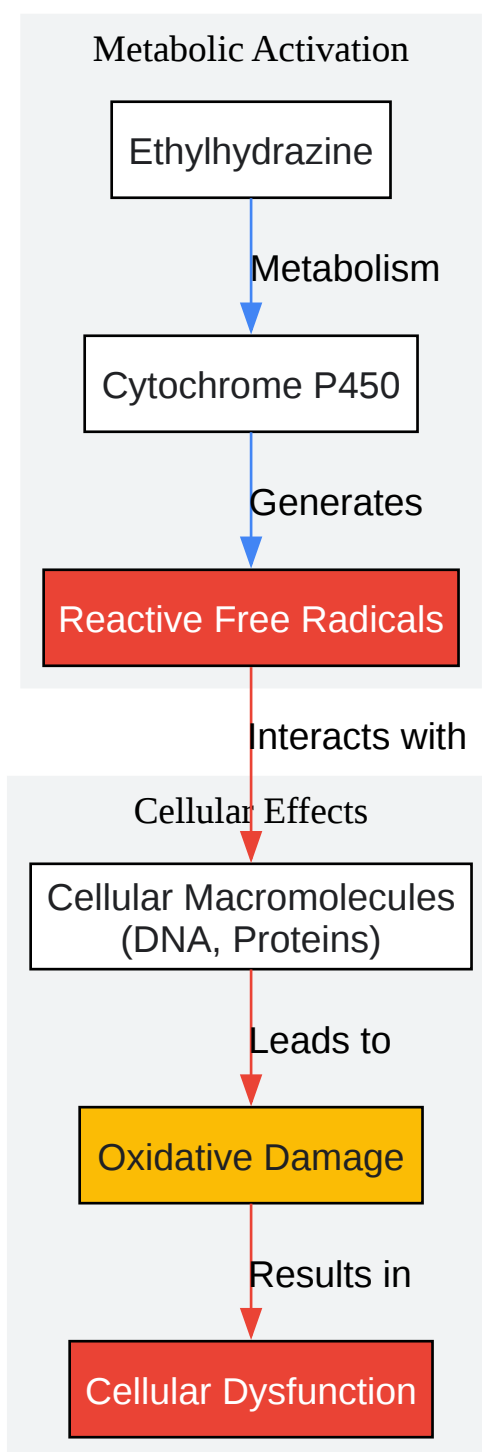 Metabolic Activation
Ethylhydrazine
Metabolism
Cytochrome P450
Generates
Reactive Free Radicals
Interacts with
Cellular Effects
Cellular Macromolecules
(DNA, Proteins)
Leads to
Oxidative Damage
Results in
Cellular Dysfunction